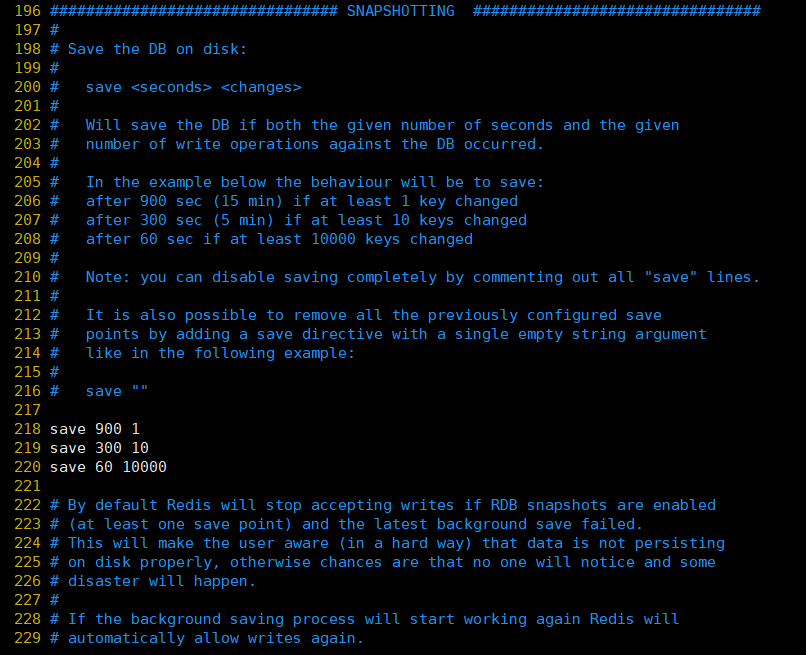 196 ################################ SNAPSHOTTING  ################################
197 #
198 # Save the DB on disk:
199 #
200 #   save <seconds> <changes>
201 #
202 #   Will save the DB if both the given number of seconds and the given
203 #   number of write operations against the DB occurred.
204 #
205 #   In the example below the behaviour will be to save:
206 #   after 900 sec (15 min) if at least 1 key changed
207 #   after 300 sec (5 min) if at least 10 keys changed
208 #   after 60 sec if at least 10000 keys changed
209 #
210 #   Note: you can disable saving completely by commenting out all "save" lines.
211 #
212 #   It is also possible to remove all the previously configured save
213 #   points by adding a save directive with a single empty string argument
214 #   like in the following example:
215 #
216 #   save ""
217
218 save 900 1
219 save 300 10
220 save 60 10000
221
222 # By default Redis will stop accepting writes if RDB snapshots are enabled
223 # (at least one save point) and the latest background save failed.
224 # This will make the user aware (in a hard way) that data is not persisting
225 # on disk properly, otherwise chances are that no one will notice and some
226 # disaster will happen.
227 #
228 # If the background saving process will start working again Redis will
229 # automatically allow writes again.